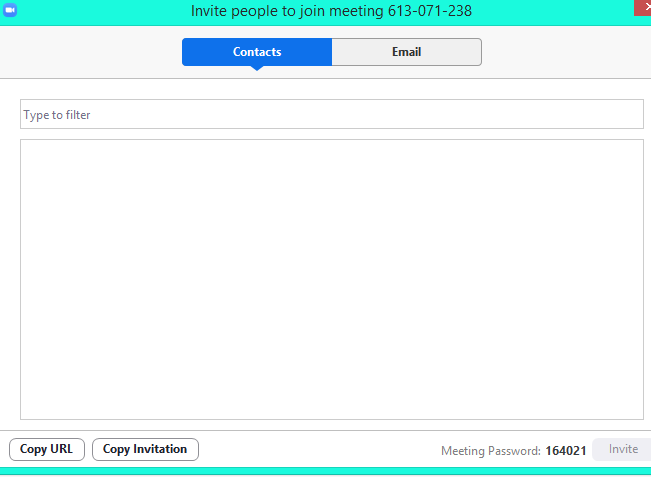 Invite people to join meeting 613-071-238
Contacts
Email
Type to filter
Copy URL
Copy Invitation
Meeting Password: 164021
Invite